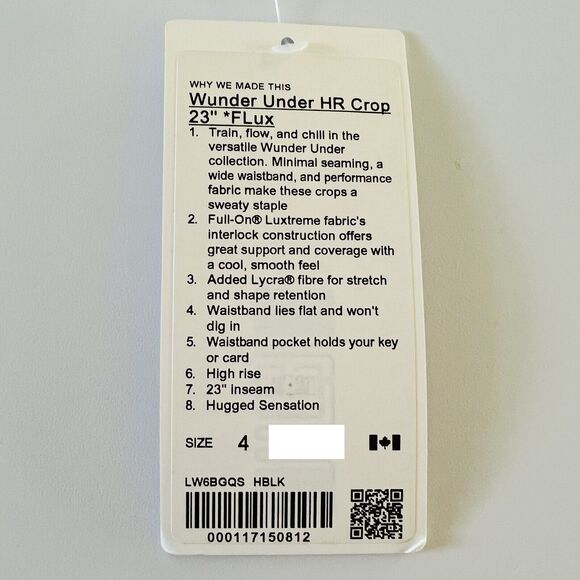 WHY WE MADE THIS
Wunder Under HR Crop
23" *FLux
1. Train, flow, and chill in the
versatile Wunder Under
collection. Minimal seaming, a
wide waistband, and performance
fabric make these crops a
sweaty staple
2. Full-On® Luxtreme fabric's
interlock construction offers
great support and coverage with
a cool, smooth feel
3. Added Lycra® fibre for stretch
and shape retention
4. Waistband lies flat and won't
dig in
5. Waistband pocket holds your key
or card
6. High rise
7. 23" inseam
8. Hugged Sensation
SIZE 4
LW6BGQS HBLK
000117150812